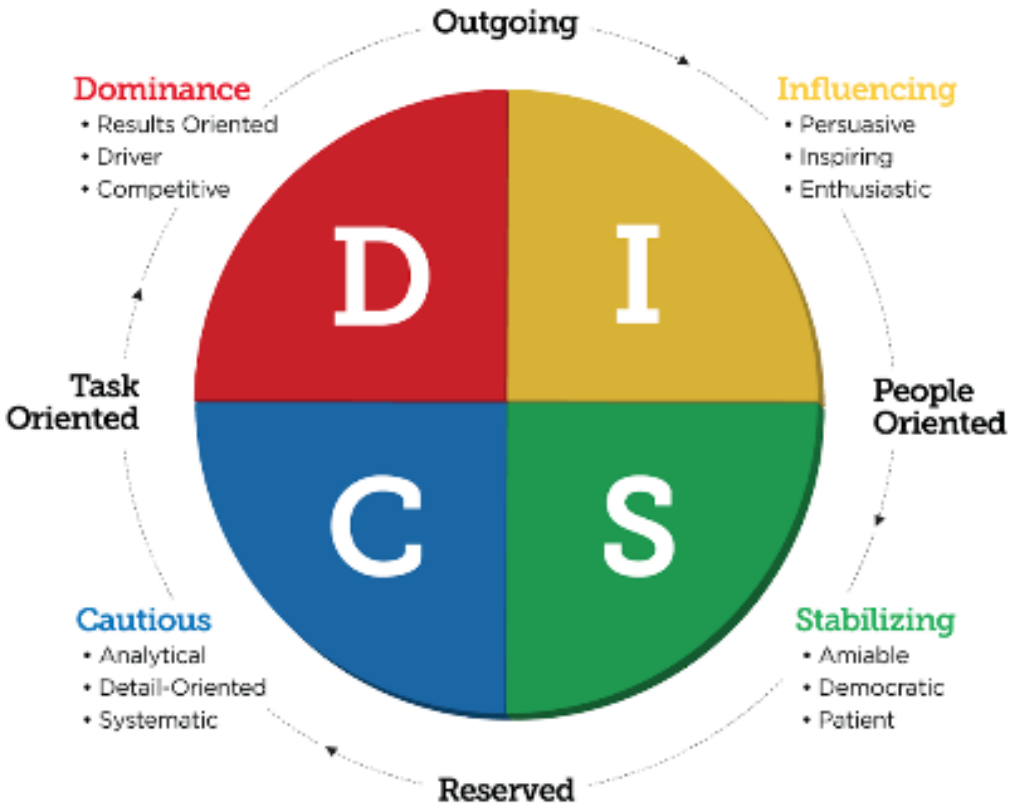 Outgoing
Dominance
• Results Oriented
• Driver
• Competitive
Influencing
• Persuasive
• Inspiring
• Enthusiastic
D
I
Task
Oriented
People
Oriented
C
S
Cautious
• Analytical
• Detail-Oriented
• Systematic
Stabilizing
• Amiable
• Democratic
• Patient
Reserved